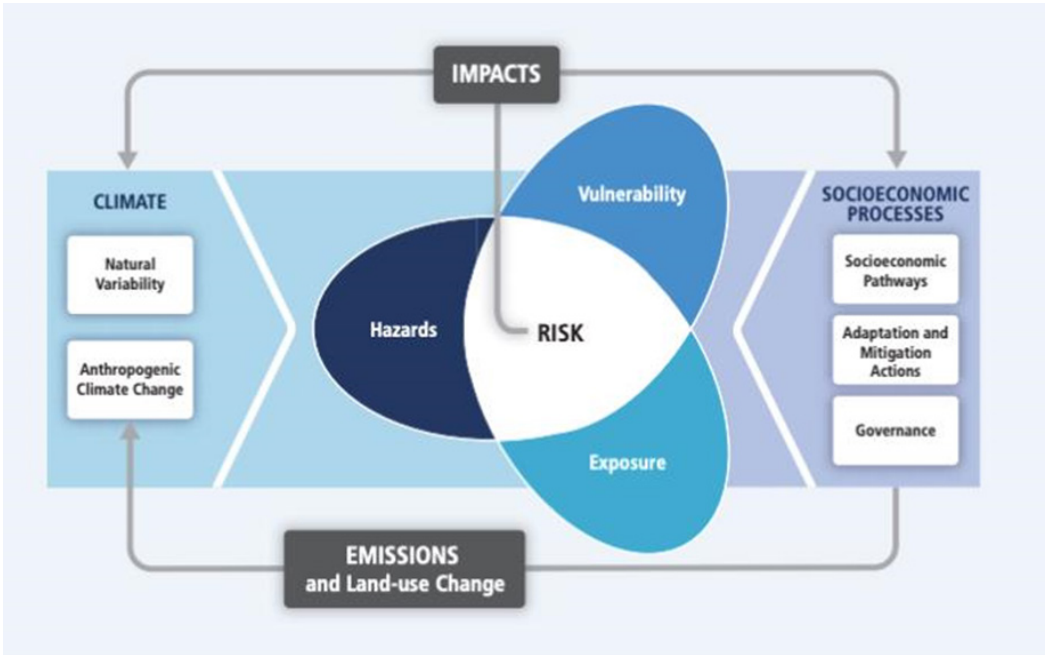 IMPACTS
CLIMATE
Natural
Variability
Anthropogenic
Climate Change
Vulnerability
Hazards
RISK
Exposure
SOCIOECONOMIC
PROCESSES
Socioeconomic
Pathways
Adaptation and
Mitigation
Actions
Governance
EMISSIONS
and Land-use Change